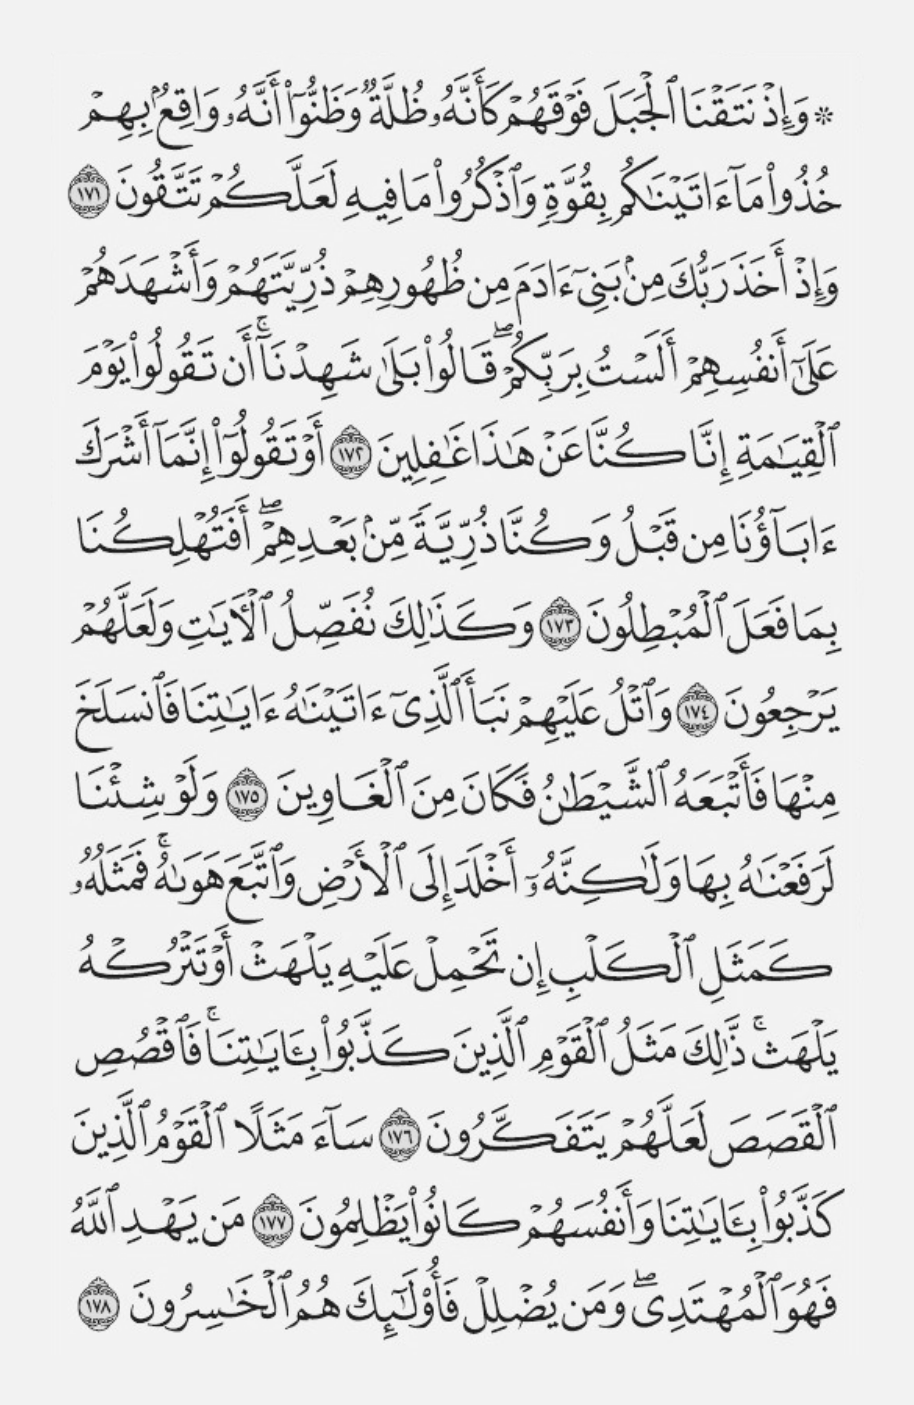 ۞ وَإِذْ نَتَقْنَا ٱلْجَبَلَ فَوْقَهُمْ كَأَنَّهُۥ ظُلَّةٌ وَظَنُّوٓا۟ أَنَّهُۥ وَاقِعٌۢ بِهِمْ
خُذُوا۟ مَآ ءَاتَيْنَـٰكُم بِقُوَّةٍ وَٱذْكُرُوا۟ مَا فِيهِ لَعَلَّكُمْ تَتَّقُونَ ١٧١
وَإِذْ أَخَذَ رَبُّكَ مِنۢ بَنِىٓ ءَادَمَ مِن ظُهُورِهِمْ ذُرِّيَّتَهُمْ وَأَشْهَدَهُمْ
عَلَىٰٓ أَنفُسِهِمْ أَلَسْتُ بِرَبِّكُمْ ۖ قَالُوا۟ بَلَىٰ شَهِدْنَآ ۚ أَن تَقُولُوا۟ يَوْمَ
ٱلْقِيَـٰمَةِ إِنَّا كُنَّا عَنْ هَـٰذَا غَـٰفِلِينَ ١٧٢ أَوْ تَقُولُوٓا۟ إِنَّمَآ أَشْرَكَ
ءَابَآؤُنَا مِن قَبْلُ وَكُنَّا ذُرِّيَّةً مِّنۢ بَعْدِهِمْ ۖ أَفَتُهْلِكُنَا
بِمَا فَعَلَ ٱلْمُبْطِلُونَ ١٧٣ وَكَذَٰلِكَ نُفَصِّلُ ٱلْـَٔايَـٰتِ وَلَعَلَّهُمْ
يَرْجِعُونَ ١٧٤ وَٱتْلُ عَلَيْهِمْ نَبَأَ ٱلَّذِىٓ ءَاتَيْنَـٰهُ ءَايَـٰتِنَا فَٱنسَلَخَ
مِنْهَا فَأَتْبَعَهُ ٱلشَّيْطَـٰنُ فَكَانَ مِنَ ٱلْغَاوِينَ ١٧٥ وَلَوْ شِئْنَا
لَرَفَعْنَـٰهُ بِهَا وَلَـٰكِنَّهُۥٓ أَخْلَدَ إِلَى ٱلْأَرْضِ وَٱتَّبَعَ هَوَىٰهُ ۚ فَمَثَلُهُۥ
كَمَثَلِ ٱلْكَلْبِ إِن تَحْمِلْ عَلَيْهِ يَلْهَثْ أَوْ تَتْرُكْهُ
يَلْهَث ۚ ذَّٰلِكَ مَثَلُ ٱلْقَوْمِ ٱلَّذِينَ كَذَّبُوا۟ بِـَٔايَـٰتِنَا ۚ فَٱقْصُصِ
ٱلْقَصَصَ لَعَلَّهُمْ يَتَفَكَّرُونَ ١٧٦ سَآءَ مَثَلًا ٱلْقَوْمُ ٱلَّذِينَ
كَذَّبُوا۟ بِـَٔايَـٰتِنَا وَأَنفُسَهُمْ كَانُوا۟ يَظْلِمُونَ ١٧٧ مَن يَهْدِ ٱللَّهُ
فَهُوَ ٱلْمُهْتَدِى ۖ وَمَن يُضْلِلْ فَأُو۟لَـٰٓئِكَ هُمُ ٱلْخَـٰسِرُونَ ١٧٨